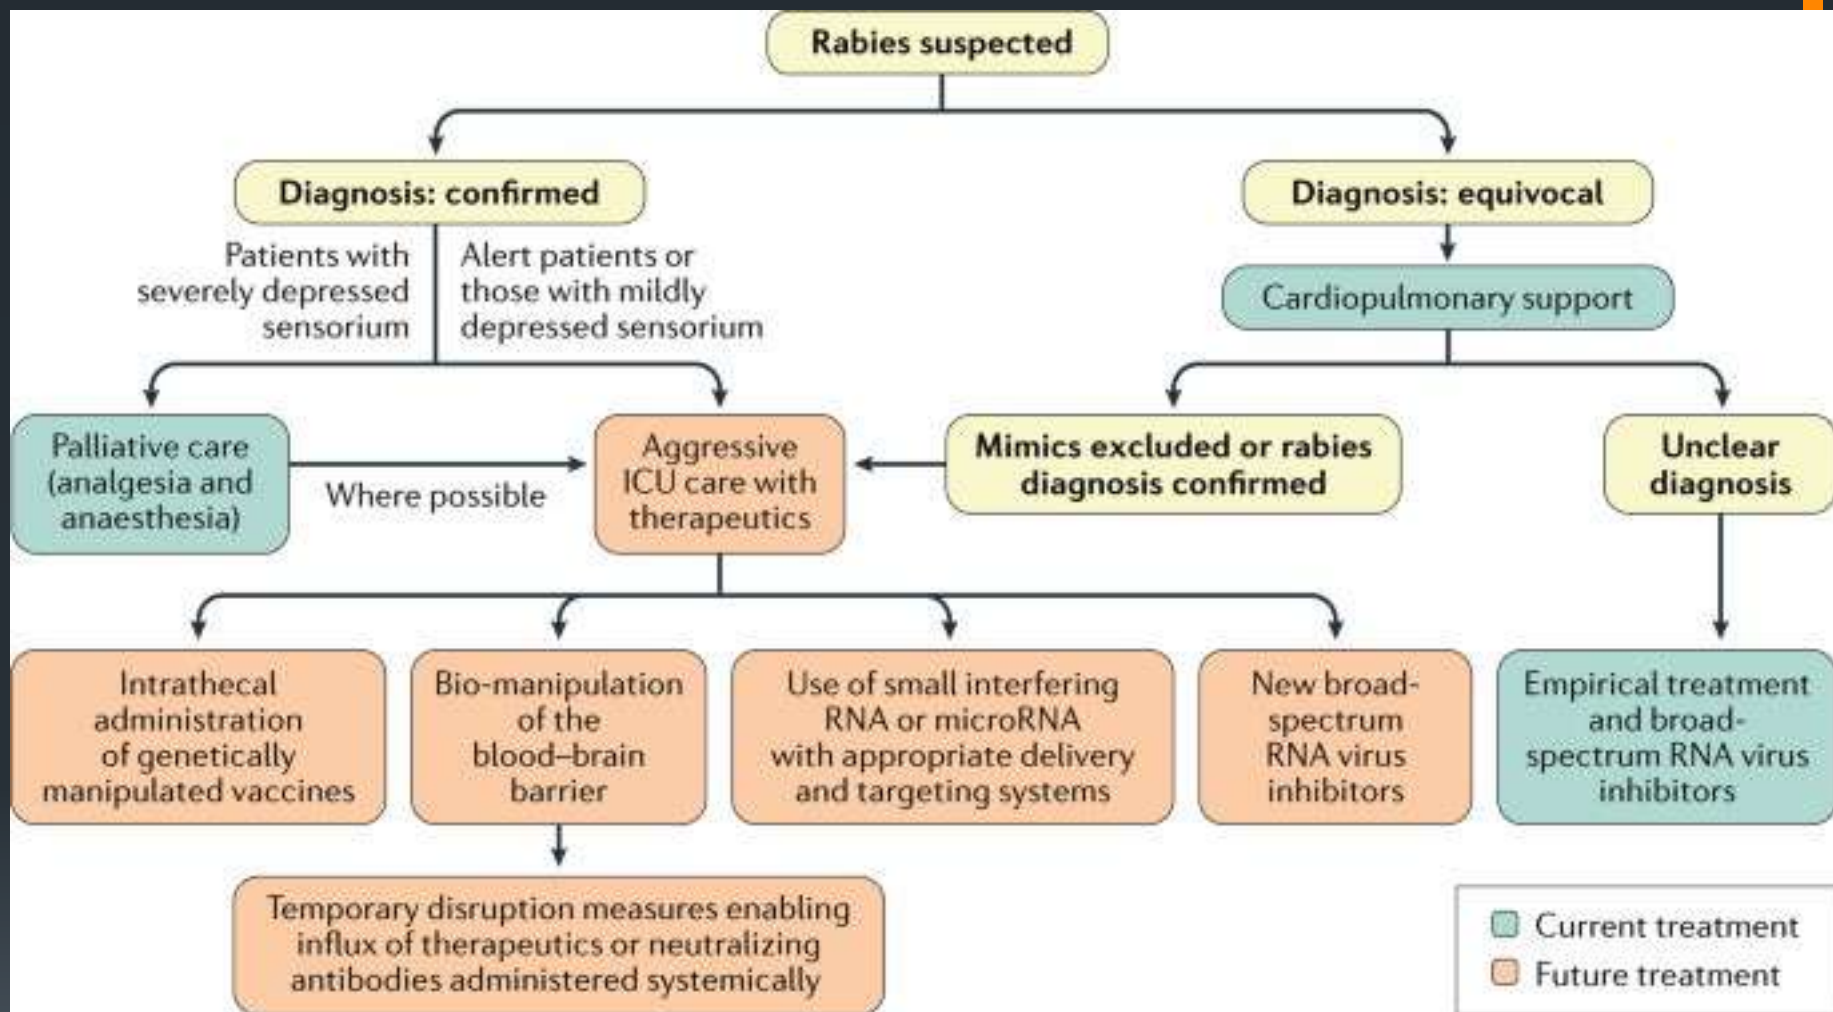 Rabies suspected
Diagnosis: confirmed
Diagnosis: equivocal
Patients with
severely depressed
sensorium
Alert patients or
those with mildly
depressed sensorium
Cardiopulmonary support
Palliative care
(analgesia and
anaesthesia)
Where possible
Aggressive
ICU care with
therapeutics
Mimics excluded or rabies
diagnosis confirmed
Unclear
diagnosis
Intrathecal
administration
of genetically
manipulated vaccines
Bio-manipulation
of the
blood–brain
barrier
Use of small interfering
RNA or microRNA
with appropriate delivery
and targeting systems
New broad-
spectrum
RNA virus
inhibitors
Empirical treatment
and broad-
spectrum RNA virus
inhibitors
Temporary disruption measures enabling
influx of therapeutics or neutralizing
antibodies administered systemically
Current treatment
Future treatment